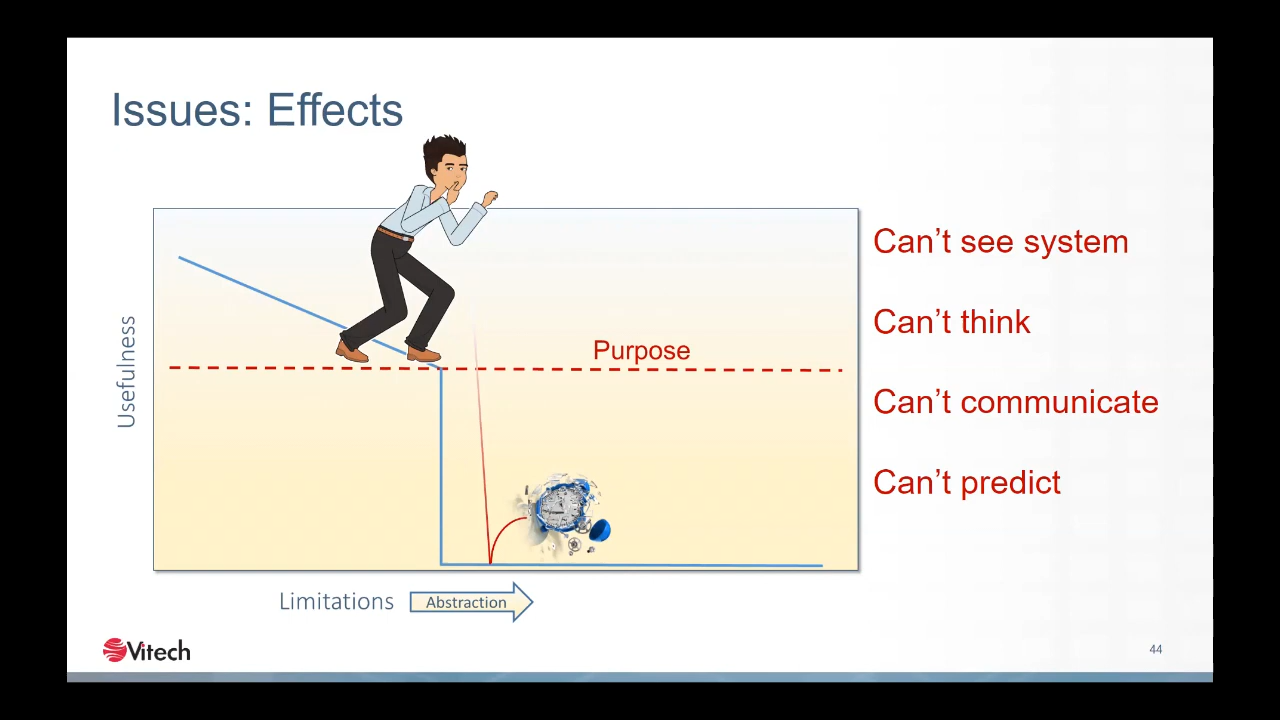 Issues: Effects
Usefulness
Purpose
Can't see system
Can't think
Can't communicate
Can't predict
Limitations
Abstraction
Vitech
44